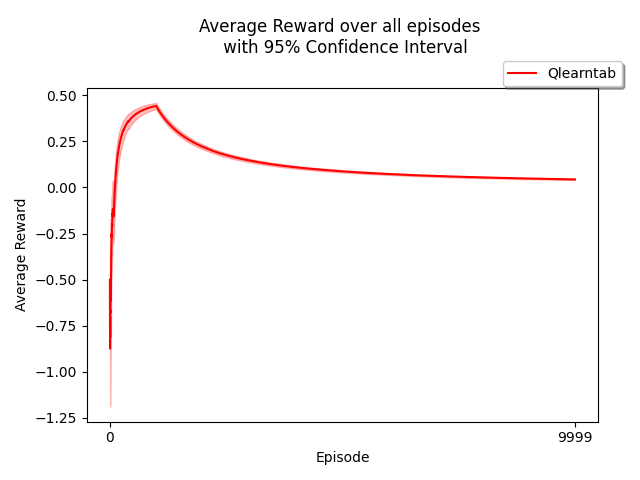 Average Reward over all episodes
with 95% Confidence Interval
Qlearntab
0.50
0.25
0.00
−0.25
−0.50
−0.75
−1.00
−1.25
Average Reward
0
9999
Episode